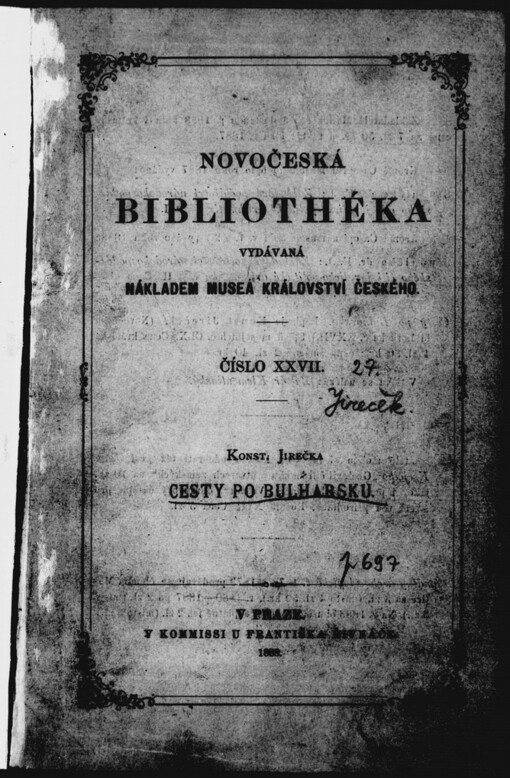 NOVOČESKÁ
BIBLIOTHÉKA
VYDÁVANÁ
NÁKLADEM MUSEA KRÁLOVSTVÍ ČESKÉHO.
ČÍSLO XXVII. 27.
Jireček.
KONST. JIREČKA
CESTY PO BULHARSKU.
697
V PRAZE.
V KOMMISSI U FRANTIŠKA ŘIVNÁČE.
1888.